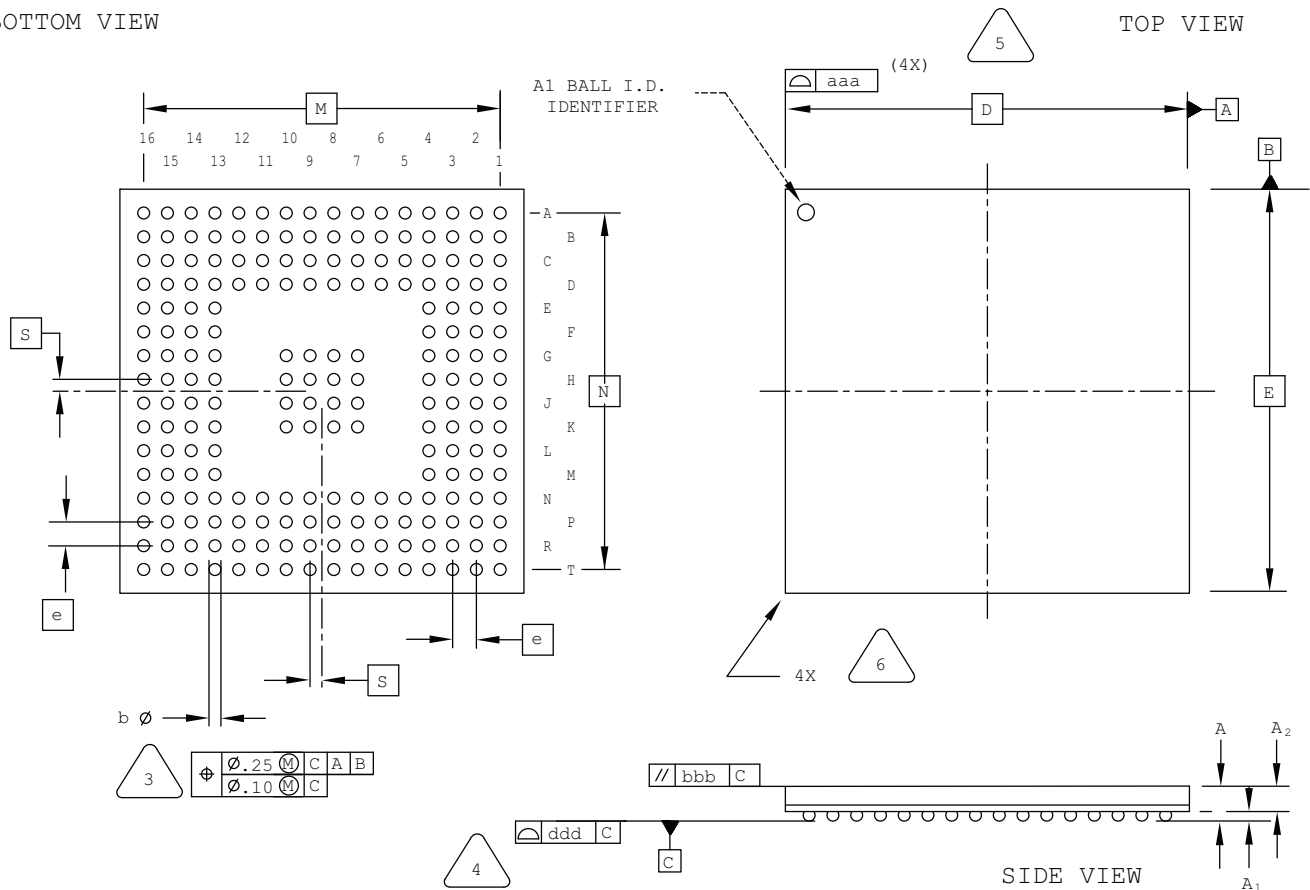 BOTTOM VIEW
TOP VIEW
5
(4X)
⌓ aaa
A1 BALL I.D.
IDENTIFIER
M
D
A
B
16 14 12 10 8 6 4 2
15 13 11 9 7 5 3 1
A
B
C
D
E
F
G
H
J
K
L
M
N
P
R
T
S
N
E
e
e
S
4X
6
b Ø
3
⌖ Ø.25 Ⓜ C A B
Ø.10 Ⓜ C
// bbb C
A
A₂
⌓ ddd C
4
C
SIDE VIEW
A₁